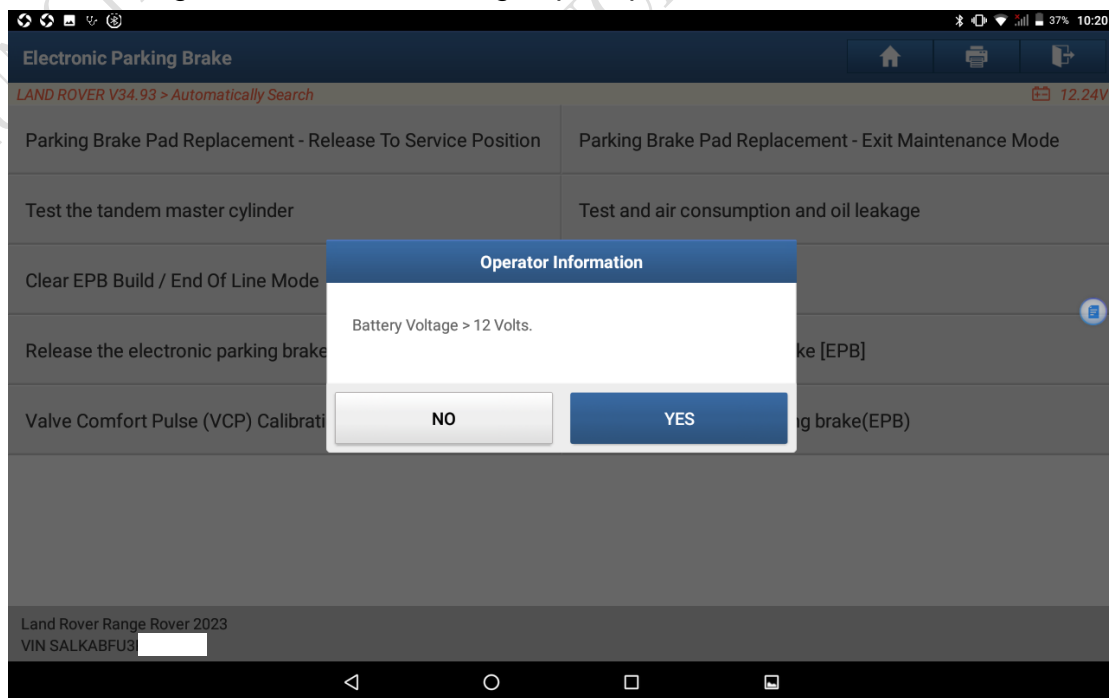 37% 10:20
Electronic Parking Brake
LAND ROVER V34.93 > Automatically Search
12.24V
Parking Brake Pad Replacement - Release To Service Position
Parking Brake Pad Replacement - Exit Maintenance Mode
Test the tandem master cylinder
Test and air consumption and oil leakage
Clear EPB Build / End Of Line Mode
Release the electronic parking brake
ke [EPB]
Valve Comfort Pulse (VCP) Calibrati
ng brake(EPB)
Operator Information
Battery Voltage > 12 Volts.
NO
YES
Land Rover Range Rover 2023
VIN SALKABFU3